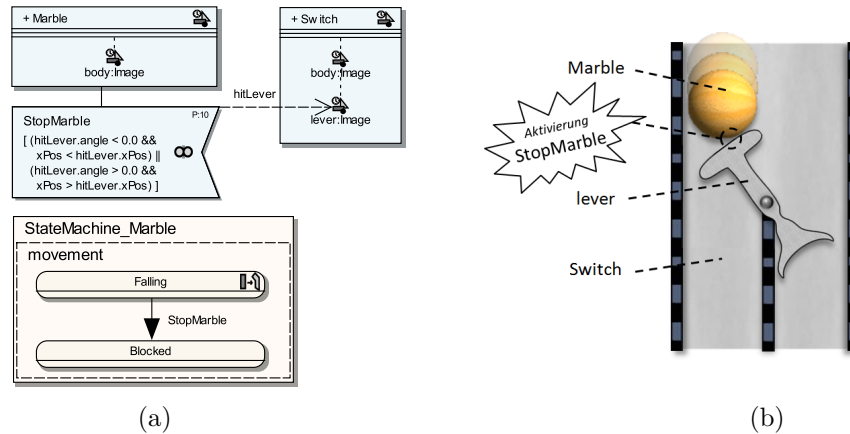 + Marble
body:Image
+ Switch
body:Image
lever:Image
hitLever
P:10
StopMarble
[ (hitLever.angle < 0.0 &&
xPos < hitLever.xPos) ||
(hitLever.angle > 0.0 &&
xPos > hitLever.xPos) ]
StateMachine_Marble
movement
Falling
StopMarble
Blocked
(a)
Marble
Aktivierung
StopMarble
lever
Switch
(b)